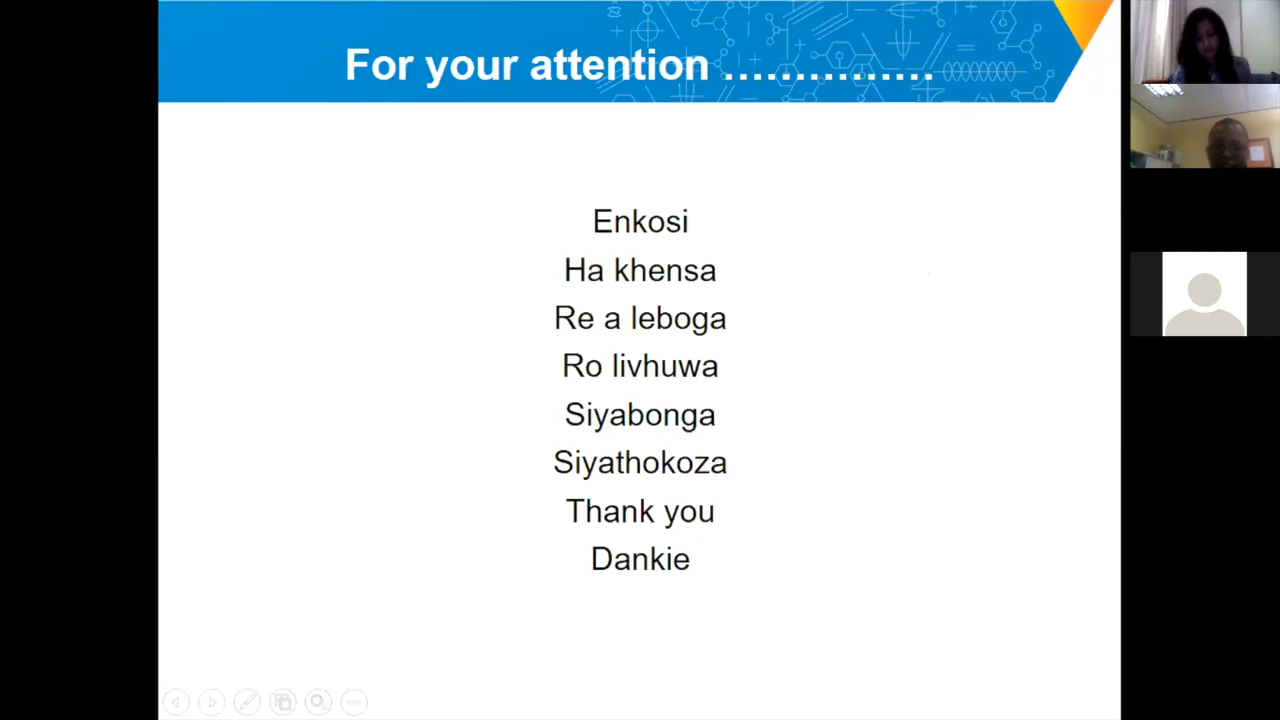 For your attention ...............
Enkosi
Ha khensa
Re a leboga
Ro livhuwa
Siyabonga
Siyathokoza
Thank you
Dankie